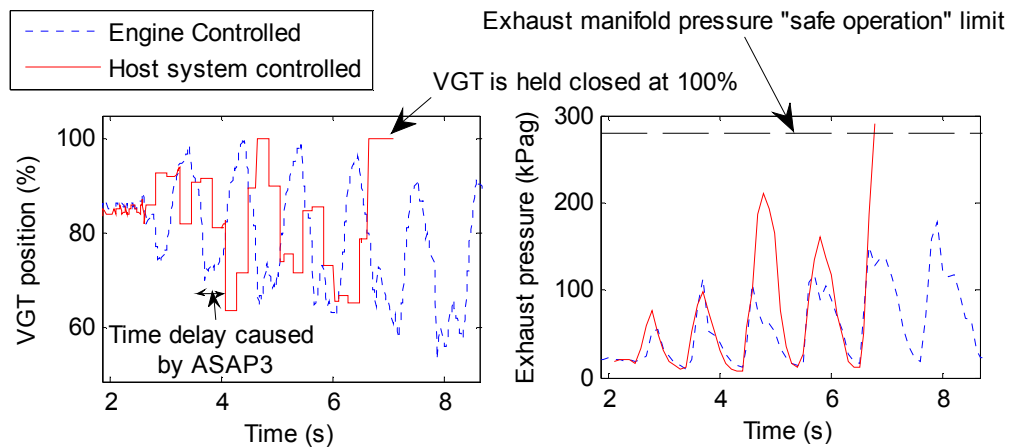 Engine Controlled
Host system controlled
Exhaust manifold pressure "safe operation" limit
VGT is held closed at 100%
VGT position (%)
100
80
60
Time delay caused
by ASAP3
2
4
6
8
Time (s)
Exhaust pressure (kPag)
300
200
100
0
2
4
6
8
Time (s)